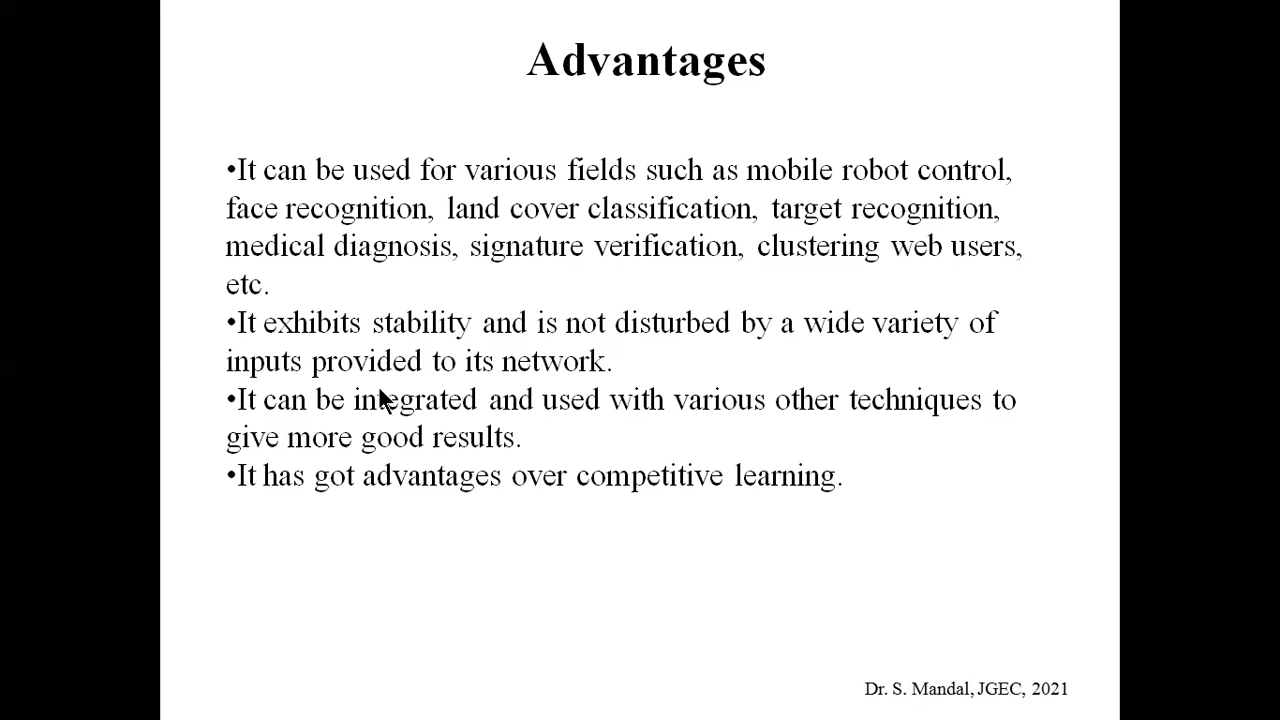 Advantages
•It can be used for various fields such as mobile robot control,
face recognition, land cover classification, target recognition,
medical diagnosis, signature verification, clustering web users,
etc.
•It exhibits stability and is not disturbed by a wide variety of
inputs provided to its network.
•It can be integrated and used with various other techniques to
give more good results.
•It has got advantages over competitive learning.
Dr. S. Mandal, JGEC, 2021